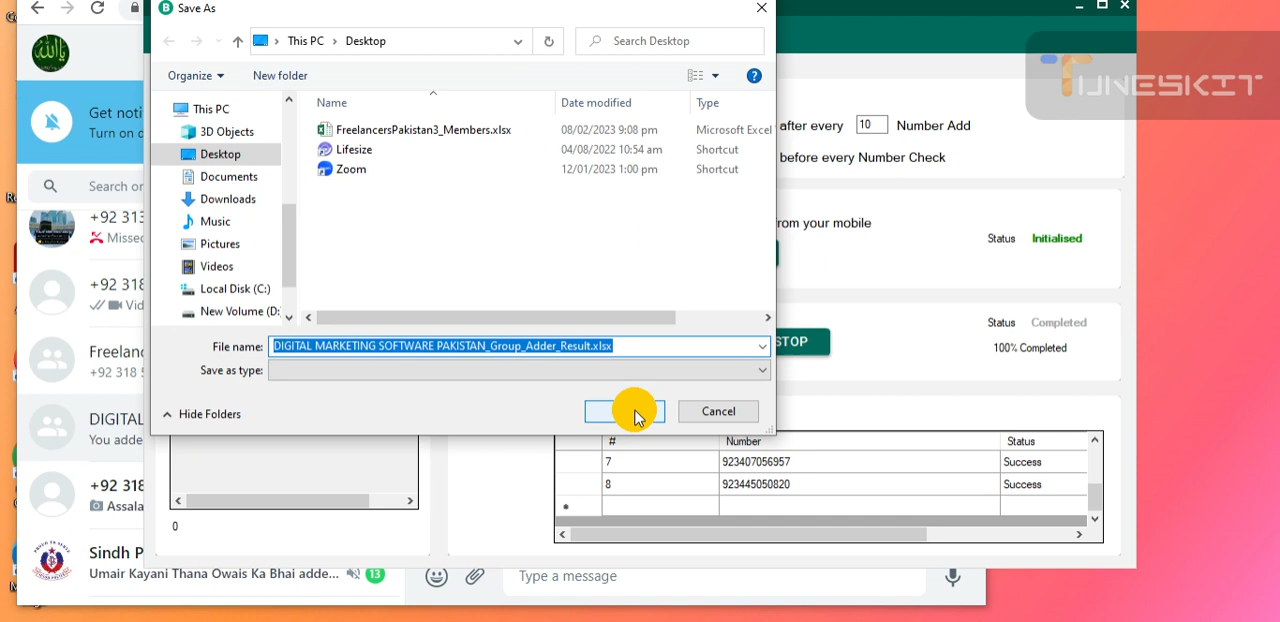 Save As
This PC
Desktop
Search Desktop
TUNESKIT
Organize
New folder
This PC
3D Objects
Desktop
Documents
Downloads
Music
Pictures
Videos
Local Disk (C:)
New Volume (D:
Name
Date modified
Type
FreelancersPakistan3_Members.xlsx
08/02/2023 9:08 pm
Microsoft Excel
Lifesize
04/08/2022 10:54 am
Shortcut
Zoom
12/01/2023 1:00 pm
Shortcut
File name:
DIGITAL MARKETING SOFTWARE PAKISTAN_Group_Adder_Result.xlsx
Save as type:
Hide Folders
Cancel
after every 10 Number Add
before every Number Check
rom your mobile
Status Initialised
Status Completed
100% Completed
STOP
# Number Status
7 923407056957 Success
8 923445050820 Success
*
0
يا الله
Get noti
Turn on d
Search or
+92 313
Missed
+92 318
Vid
Freelanc
+92 318 5
DIGITAL
You adde
+92 318
Assala
Sindh P
Umair Kayani Thana Owais Ka Bhai adde...
13
Type a message